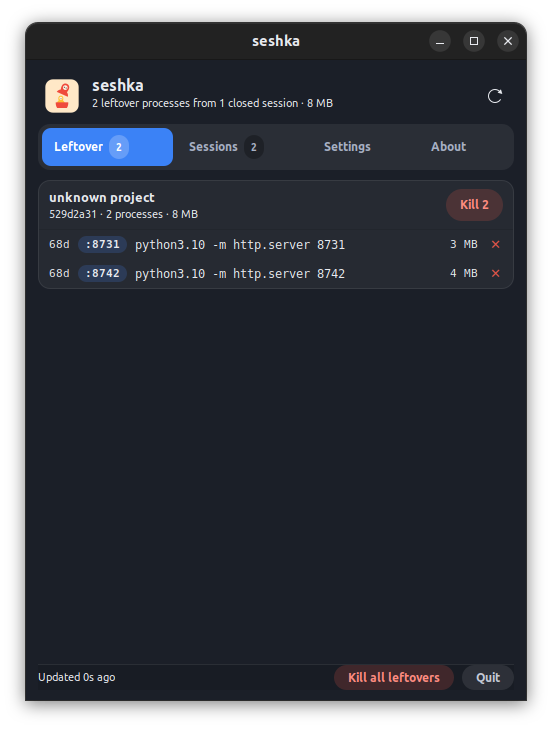 seshka
seshka
2 leftover processes from 1 closed session · 8 MB
Leftover 2 Sessions 2 Settings About
unknown project
529d2a31 · 2 processes · 8 MB
Kill 2
68d :8731 python3.10 -m http.server 8731 3 MB ×
68d :8742 python3.10 -m http.server 8742 4 MB ×
Updated 0s ago Kill all leftovers Quit